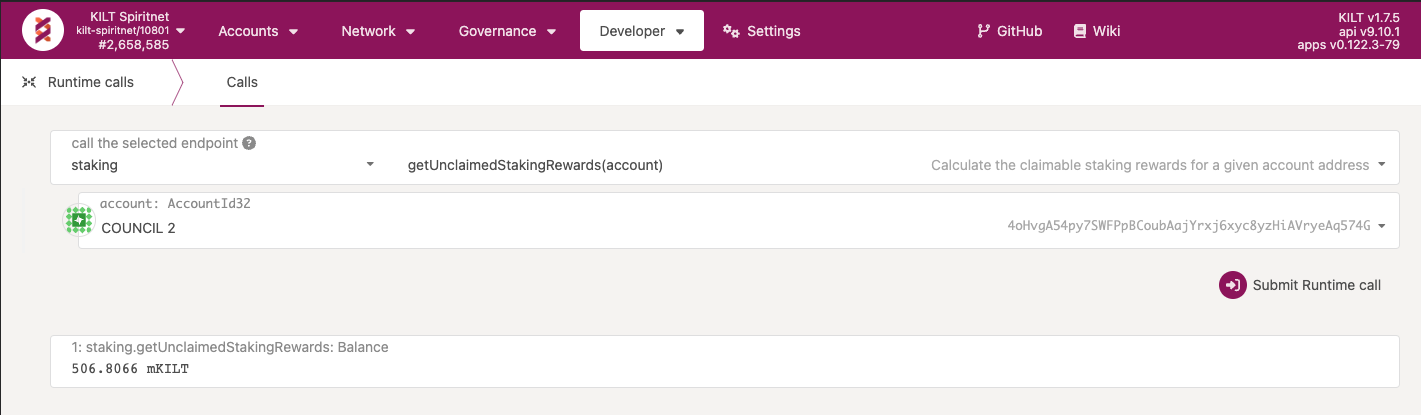 KILT Spiritnet
kilt-spiritnet/10801
#2,658,585
Accounts
Network
Governance
Developer
Settings
GitHub
Wiki
KILT v1.7.5
api v9.10.1
apps v0.122.3-79
Runtime calls
Calls
call the selected endpoint ?
staking
getUnclaimedStakingRewards(account)
Calculate the claimable staking rewards for a given account address
account: AccountId32
COUNCIL 2
4oHvgA54py7SWFPpBCoubAajYrxj6xyc8yzHiAVryeAq574G
Submit Runtime call
1: staking.getUnclaimedStakingRewards: Balance
506.8066 mKILT